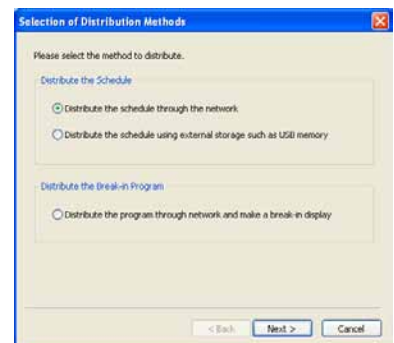 Selection of Distribution Methods
Please select the method to distribute.
Distribute the Schedule
Distribute the schedule through the network
Distribute the schedule using external storage such as USB memory
Distribute the Break-in Program
Distribute the program through network and make a break-in display
< Back
Next >
Cancel